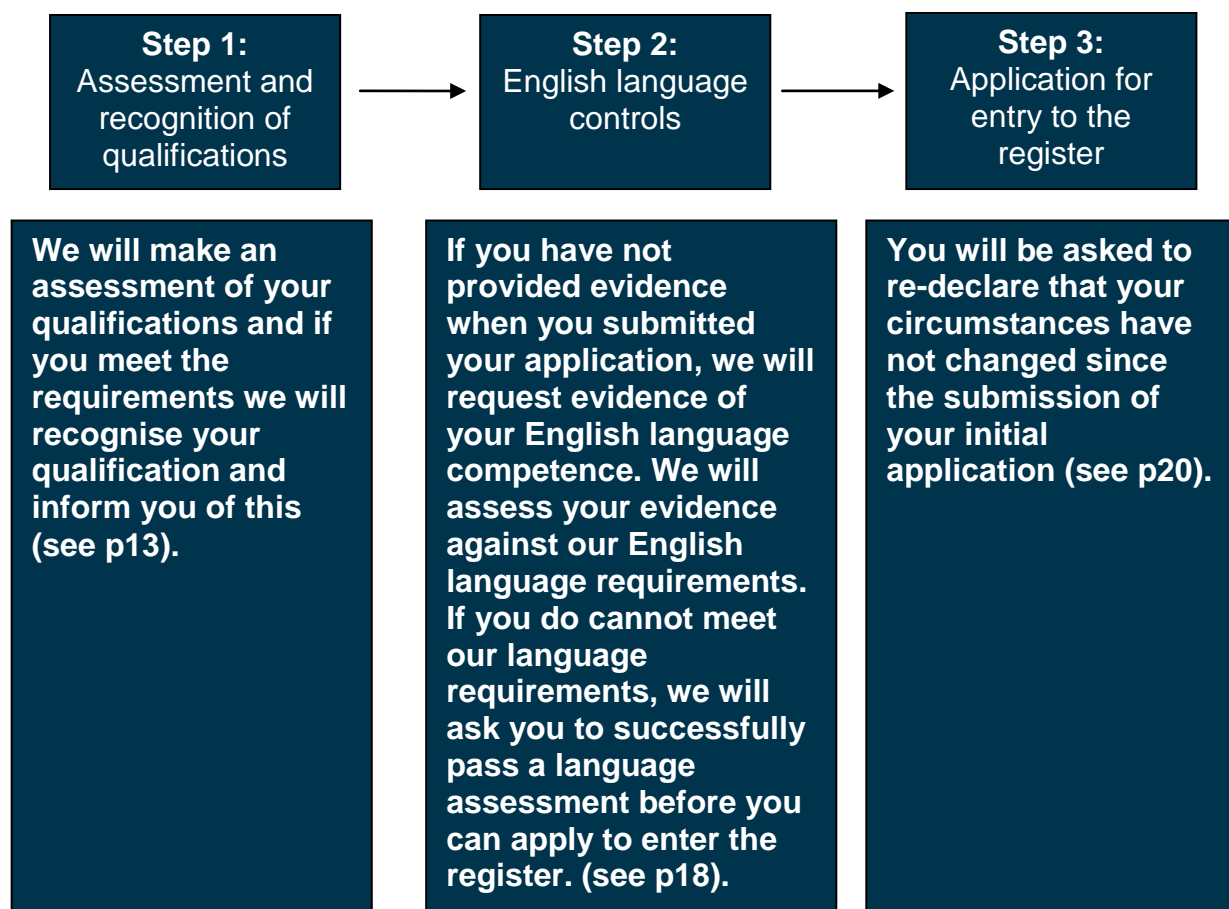 Step 1:
Assessment and
recognition of
qualifications
Step 2:
English language
controls
Step 3:
Application for
entry to the
register
We will make an
assessment of your
qualifications and if
you meet the
requirements we will
recognise your
qualification and
inform you of this
(see p13).
If you have not
provided evidence
when you submitted
your application, we will
request evidence of
your English language
competence. We will
assess your evidence
against our English
language requirements.
If you do cannot meet
our language
requirements, we will
ask you to successfully
pass a language
assessment before you
can apply to enter the
register. (see p18).
You will be asked to
re-declare that your
circumstances have
not changed since
the submission of
your initial
application (see p20).